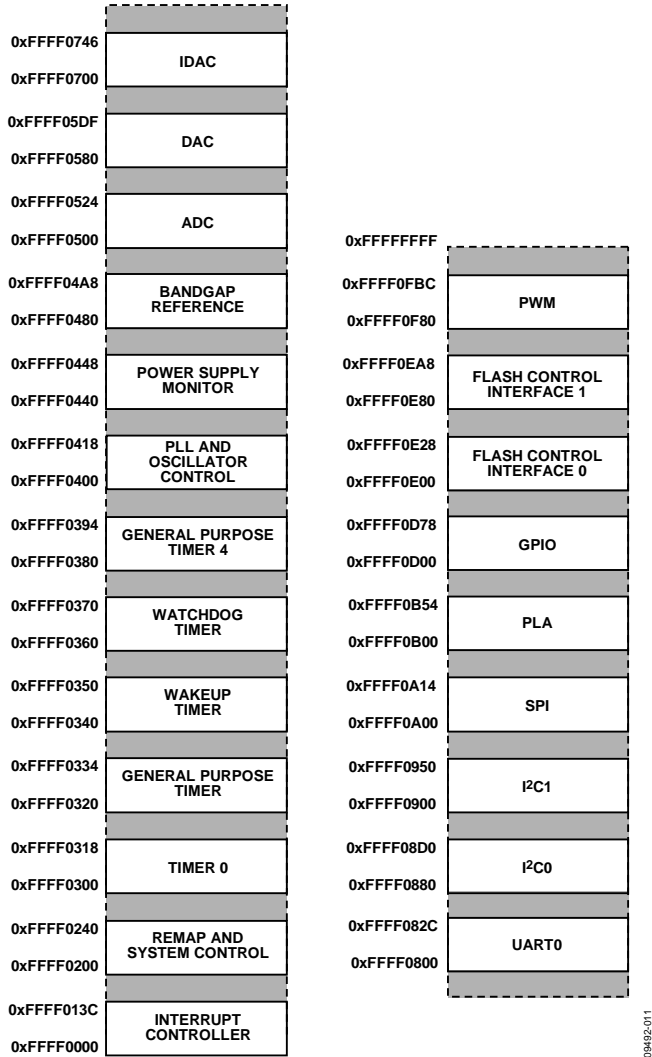 0xFFFF0746
IDAC
0xFFFF0700
0xFFFF05DF
DAC
0xFFFF0580
0xFFFF0524
ADC
0xFFFF0500
0xFFFF04A8
BANDGAP
REFERENCE
0xFFFF0480
0xFFFF0448
POWER SUPPLY
MONITOR
0xFFFF0440
0xFFFF0418
PLL AND
OSCILLATOR
CONTROL
0xFFFF0400
0xFFFF0394
GENERAL PURPOSE
TIMER 4
0xFFFF0380
0xFFFF0370
WATCHDOG
TIMER
0xFFFF0360
0xFFFF0350
WAKEUP
TIMER
0xFFFF0340
0xFFFF0334
GENERAL PURPOSE
TIMER
0xFFFF0320
0xFFFF0318
TIMER 0
0xFFFF0300
0xFFFF0240
REMAP AND
SYSTEM CONTROL
0xFFFF0200
0xFFFF013C
INTERRUPT
CONTROLLER
0xFFFF0000
0xFFFFFFFF
0xFFFF0FBC
PWM
0xFFFF0F80
0xFFFF0EA8
FLASH CONTROL
INTERFACE 1
0xFFFF0E80
0xFFFF0E28
FLASH CONTROL
INTERFACE 0
0xFFFF0E00
0xFFFF0D78
GPIO
0xFFFF0D00
0xFFFF0B54
PLA
0xFFFF0B00
0xFFFF0A14
SPI
0xFFFF0A00
0xFFFF0950
I²C1
0xFFFF0900
0xFFFF08D0
I²C0
0xFFFF0880
0xFFFF082C
UART0
0xFFFF0800
09492-011